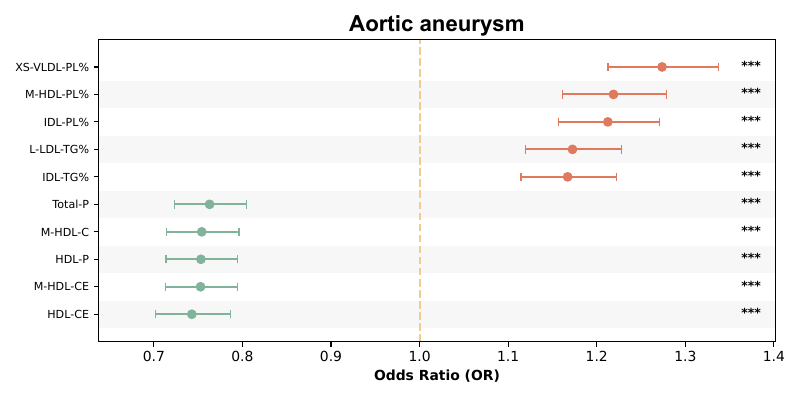 Aortic aneurysm
XS-VLDL-PL% ***
M-HDL-PL% ***
IDL-PL% ***
L-LDL-TG% ***
IDL-TG% ***
Total-P ***
M-HDL-C ***
HDL-P ***
M-HDL-CE ***
HDL-CE ***
0.7 0.8 0.9 1.0 1.1 1.2 1.3 1.4
Odds Ratio (OR)